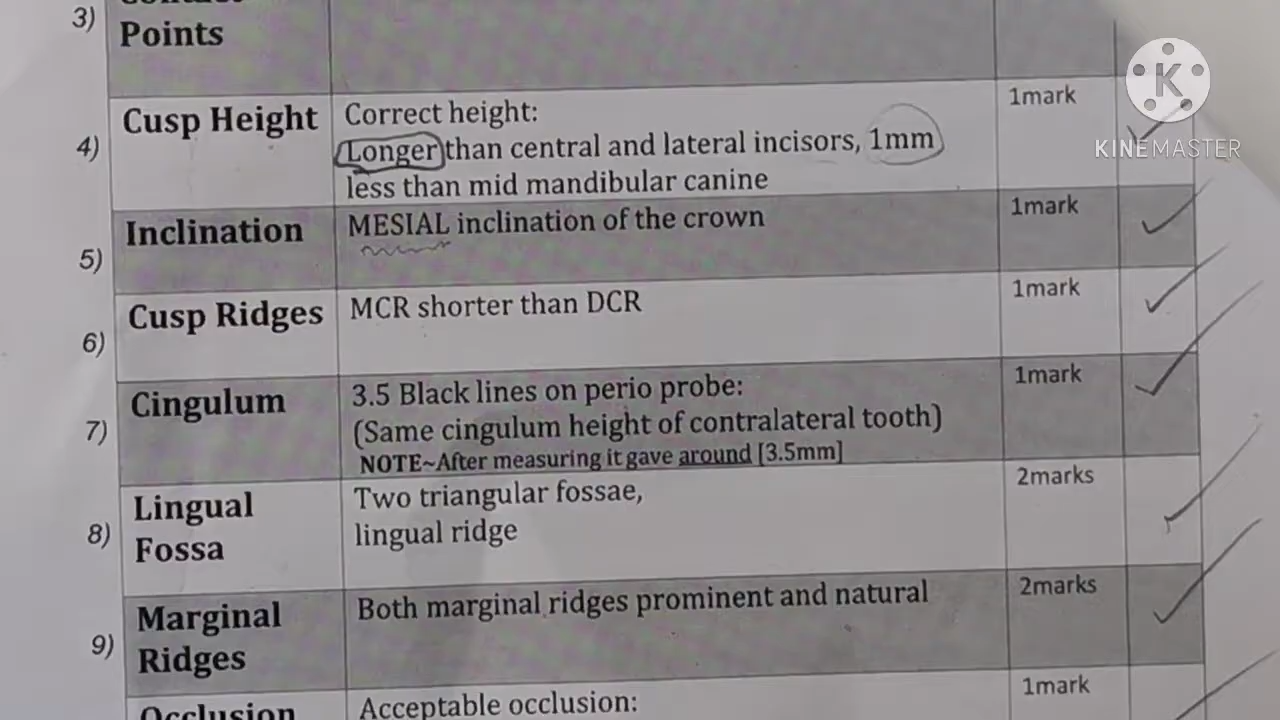 3)
Points
4)
Cusp Height
Correct height:
Longer than central and lateral incisors, 1mm
less than mid mandibular canine
1mark
5)
Inclination
MESIAL inclination of the crown
1mark
6)
Cusp Ridges
MCR shorter than DCR
1mark
7)
Cingulum
3.5 Black lines on perio probe:
(Same cingulum height of contralateral tooth)
NOTE~After measuring it gave around [3.5mm]
1mark
8)
Lingual
Fossa
Two triangular fossae,
lingual ridge
2marks
9)
Marginal
Ridges
Both marginal ridges prominent and natural
2marks
Occlusion
Acceptable occlusion:
1mark
K
KINEMASTER